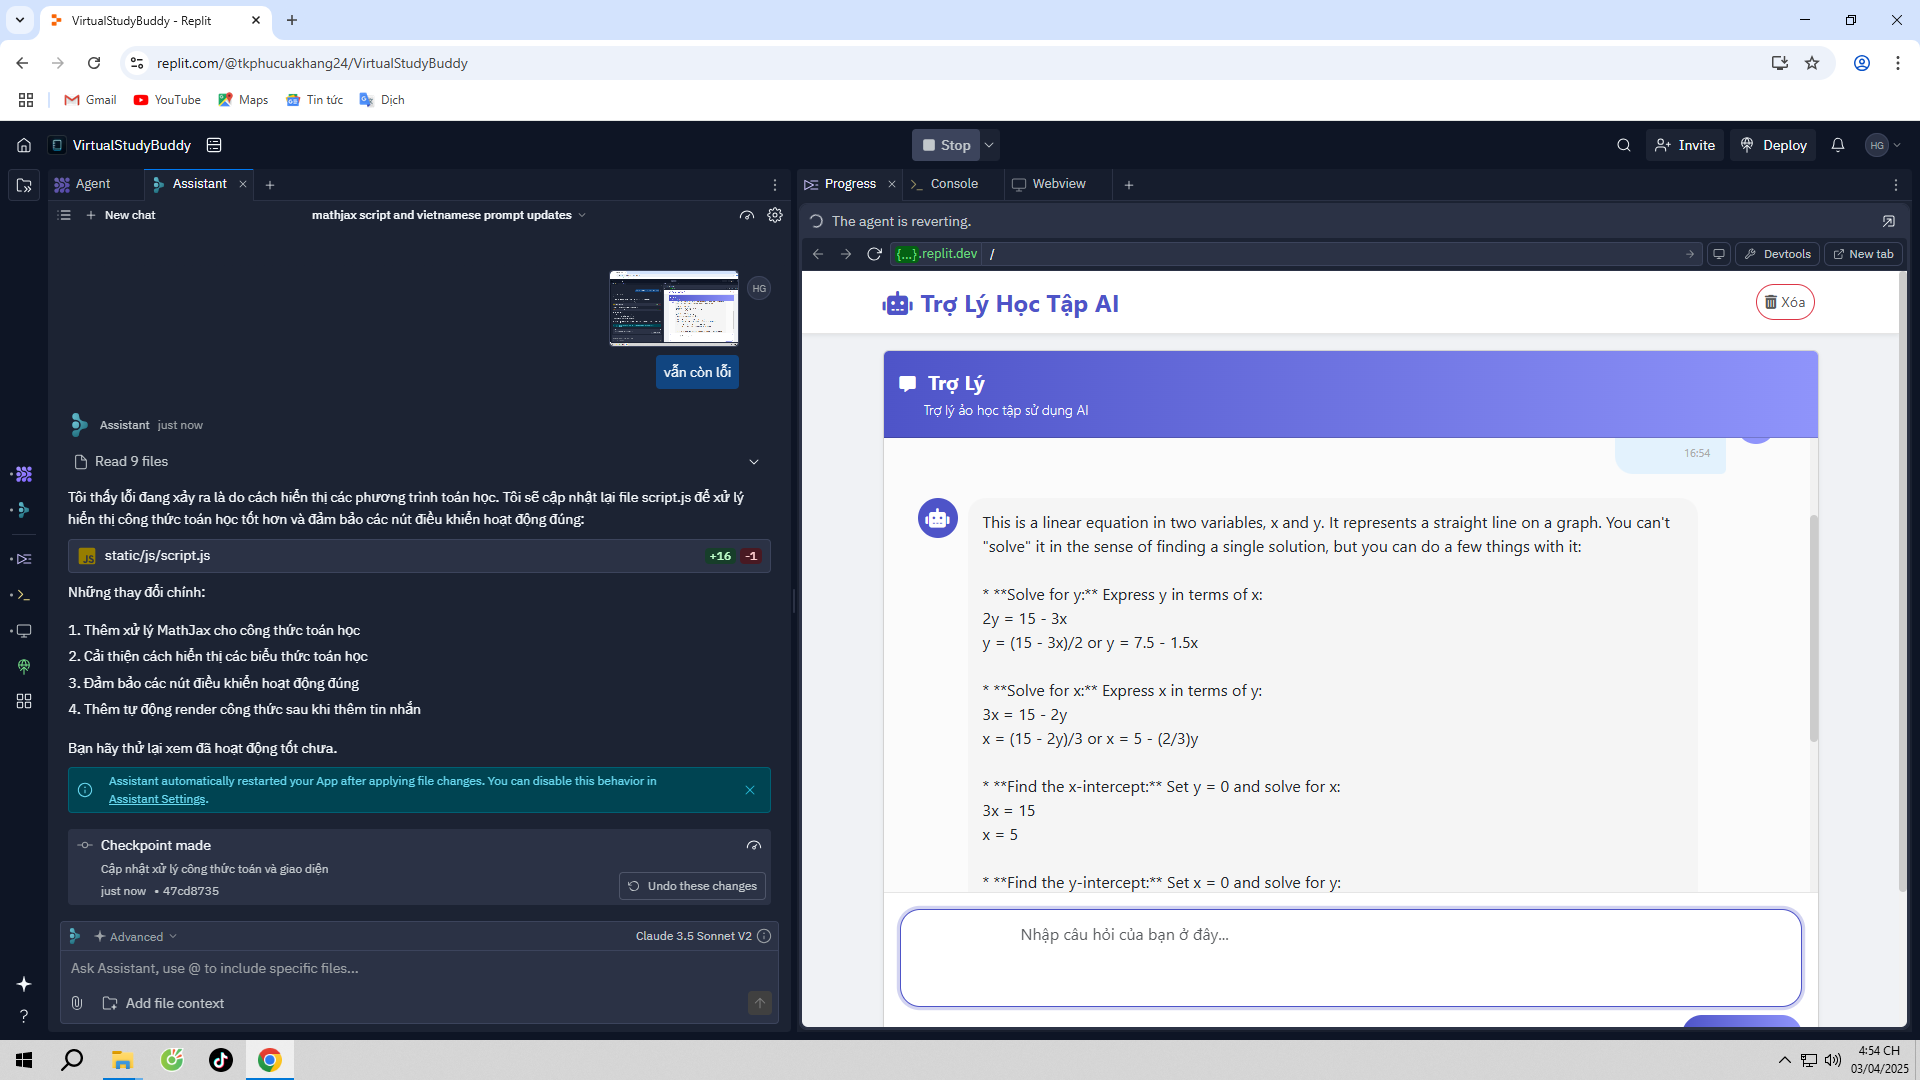 VirtualStudyBuddy - Replit
replit.com/@tkphucuakhang24/VirtualStudyBuddy
Gmail
YouTube
Maps
Tin tức
Dịch
VirtualStudyBuddy
Stop
Invite
Deploy
HG
Agent
Assistant
New chat
mathjax script and vietnamese prompt updates
HG
vẫn còn lỗi
Assistant just now
Read 9 files
Tôi thấy lỗi đang xảy ra là do cách hiển thị các phương trình toán học. Tôi sẽ cập nhật lại file script.js để xử lý
hiển thị công thức toán học tốt hơn và đảm bảo các nút điều khiển hoạt động đúng:
JS static/js/script.js +16 -1
Những thay đổi chính:
1. Thêm xử lý MathJax cho công thức toán học
2. Cải thiện cách hiển thị các biểu thức toán học
3. Đảm bảo các nút điều khiển hoạt động đúng
4. Thêm tự động render công thức sau khi thêm tin nhắn
Bạn hãy thử lại xem đã hoạt động tốt chưa.
Assistant automatically restarted your App after applying file changes. You can disable this behavior in
Assistant Settings.
Checkpoint made
Cập nhật xử lý công thức toán và giao diện
just now • 47cd8735
Undo these changes
Advanced
Claude 3.5 Sonnet V2
Ask Assistant, use @ to include specific files...
Add file context
Progress
Console
Webview
The agent is reverting.
{...}.replit.dev /
Devtools
New tab
Trợ Lý Học Tập AI
Xóa
Trợ Lý
Trợ lý ảo học tập sử dụng AI
16:54
This is a linear equation in two variables, x and y. It represents a straight line on a graph. You can't
"solve" it in the sense of finding a single solution, but you can do a few things with it:
* **Solve for y:** Express y in terms of x:
2y = 15 - 3x
y = (15 - 3x)/2 or y = 7.5 - 1.5x
* **Solve for x:** Express x in terms of y:
3x = 15 - 2y
x = (15 - 2y)/3 or x = 5 - (2/3)y
* **Find the x-intercept:** Set y = 0 and solve for x:
3x = 15
x = 5
* **Find the y-intercept:** Set x = 0 and solve for y:
Nhập câu hỏi của bạn ở đây...
4:54 CH
03/04/2025